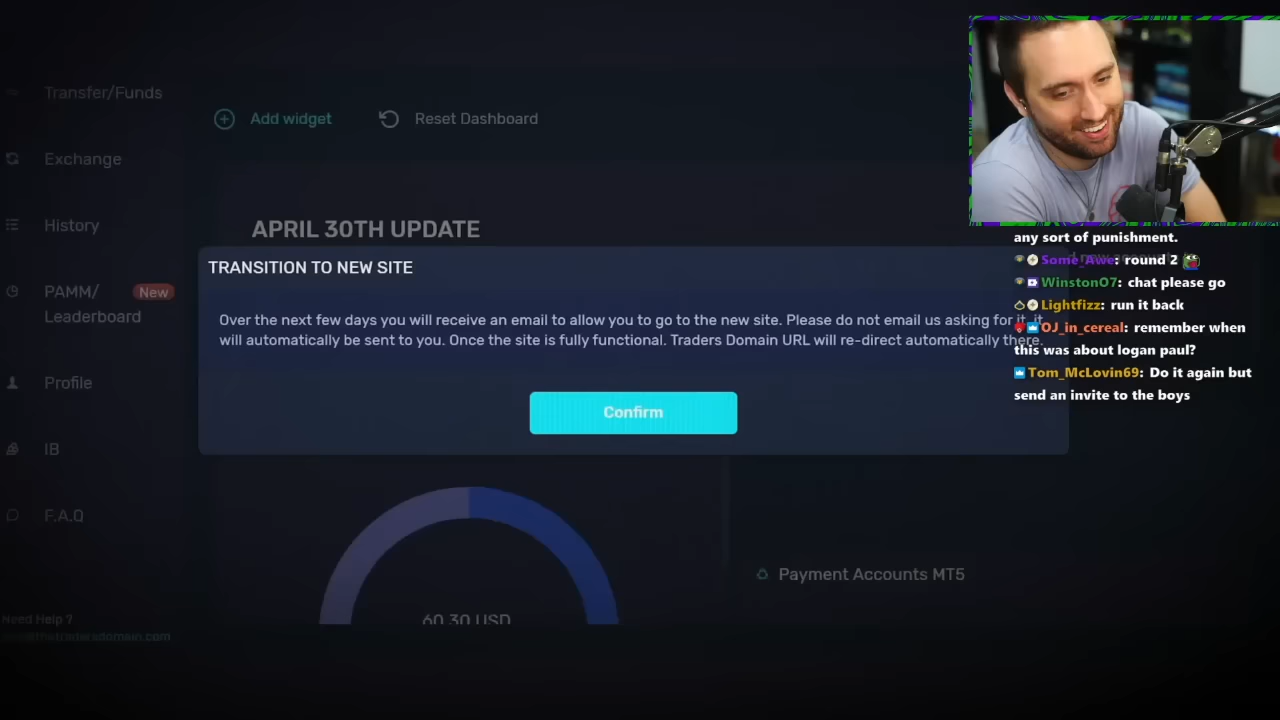 Transfer/Funds
Exchange
History
PAMM/
Leaderboard
New
Profile
IB
F.A.Q
Need Help ?
Add widget
Reset Dashboard
APRIL 30TH UPDATE
TRANSITION TO NEW SITE
Over the next few days you will receive an email to allow you to go to the new site. Please do not email us asking for it, it
will automatically be sent to you. Once the site is fully functional. Traders Domain URL will re-direct automatically there.
Confirm
60.30 USD
Payment Accounts MT5
any sort of punishment.
Some_Awe: round 2
WinstonO7: chat please go
Lightfizz: run it back
OJ_in_cereal: remember when
this was about logan paul?
Tom_McLovin69: Do it again but
send an invite to the boys